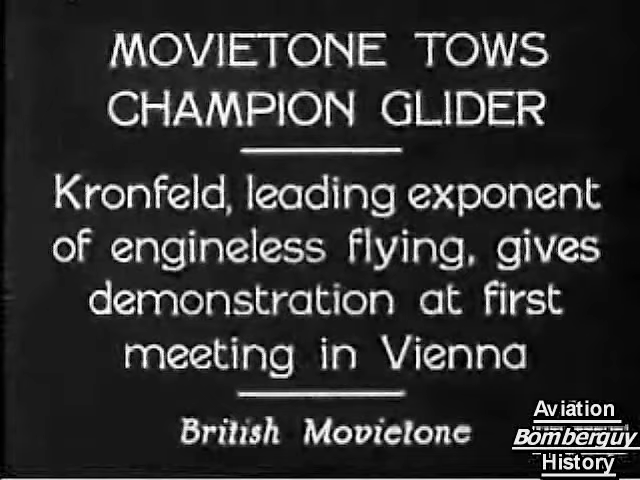 MOVIETONE TOWS
CHAMPION GLIDER
Kronfeld, leading exponent
of engineless flying, gives
demonstration at first
meeting in Vienna
British Movietone
Aviation
Bomberguy
History